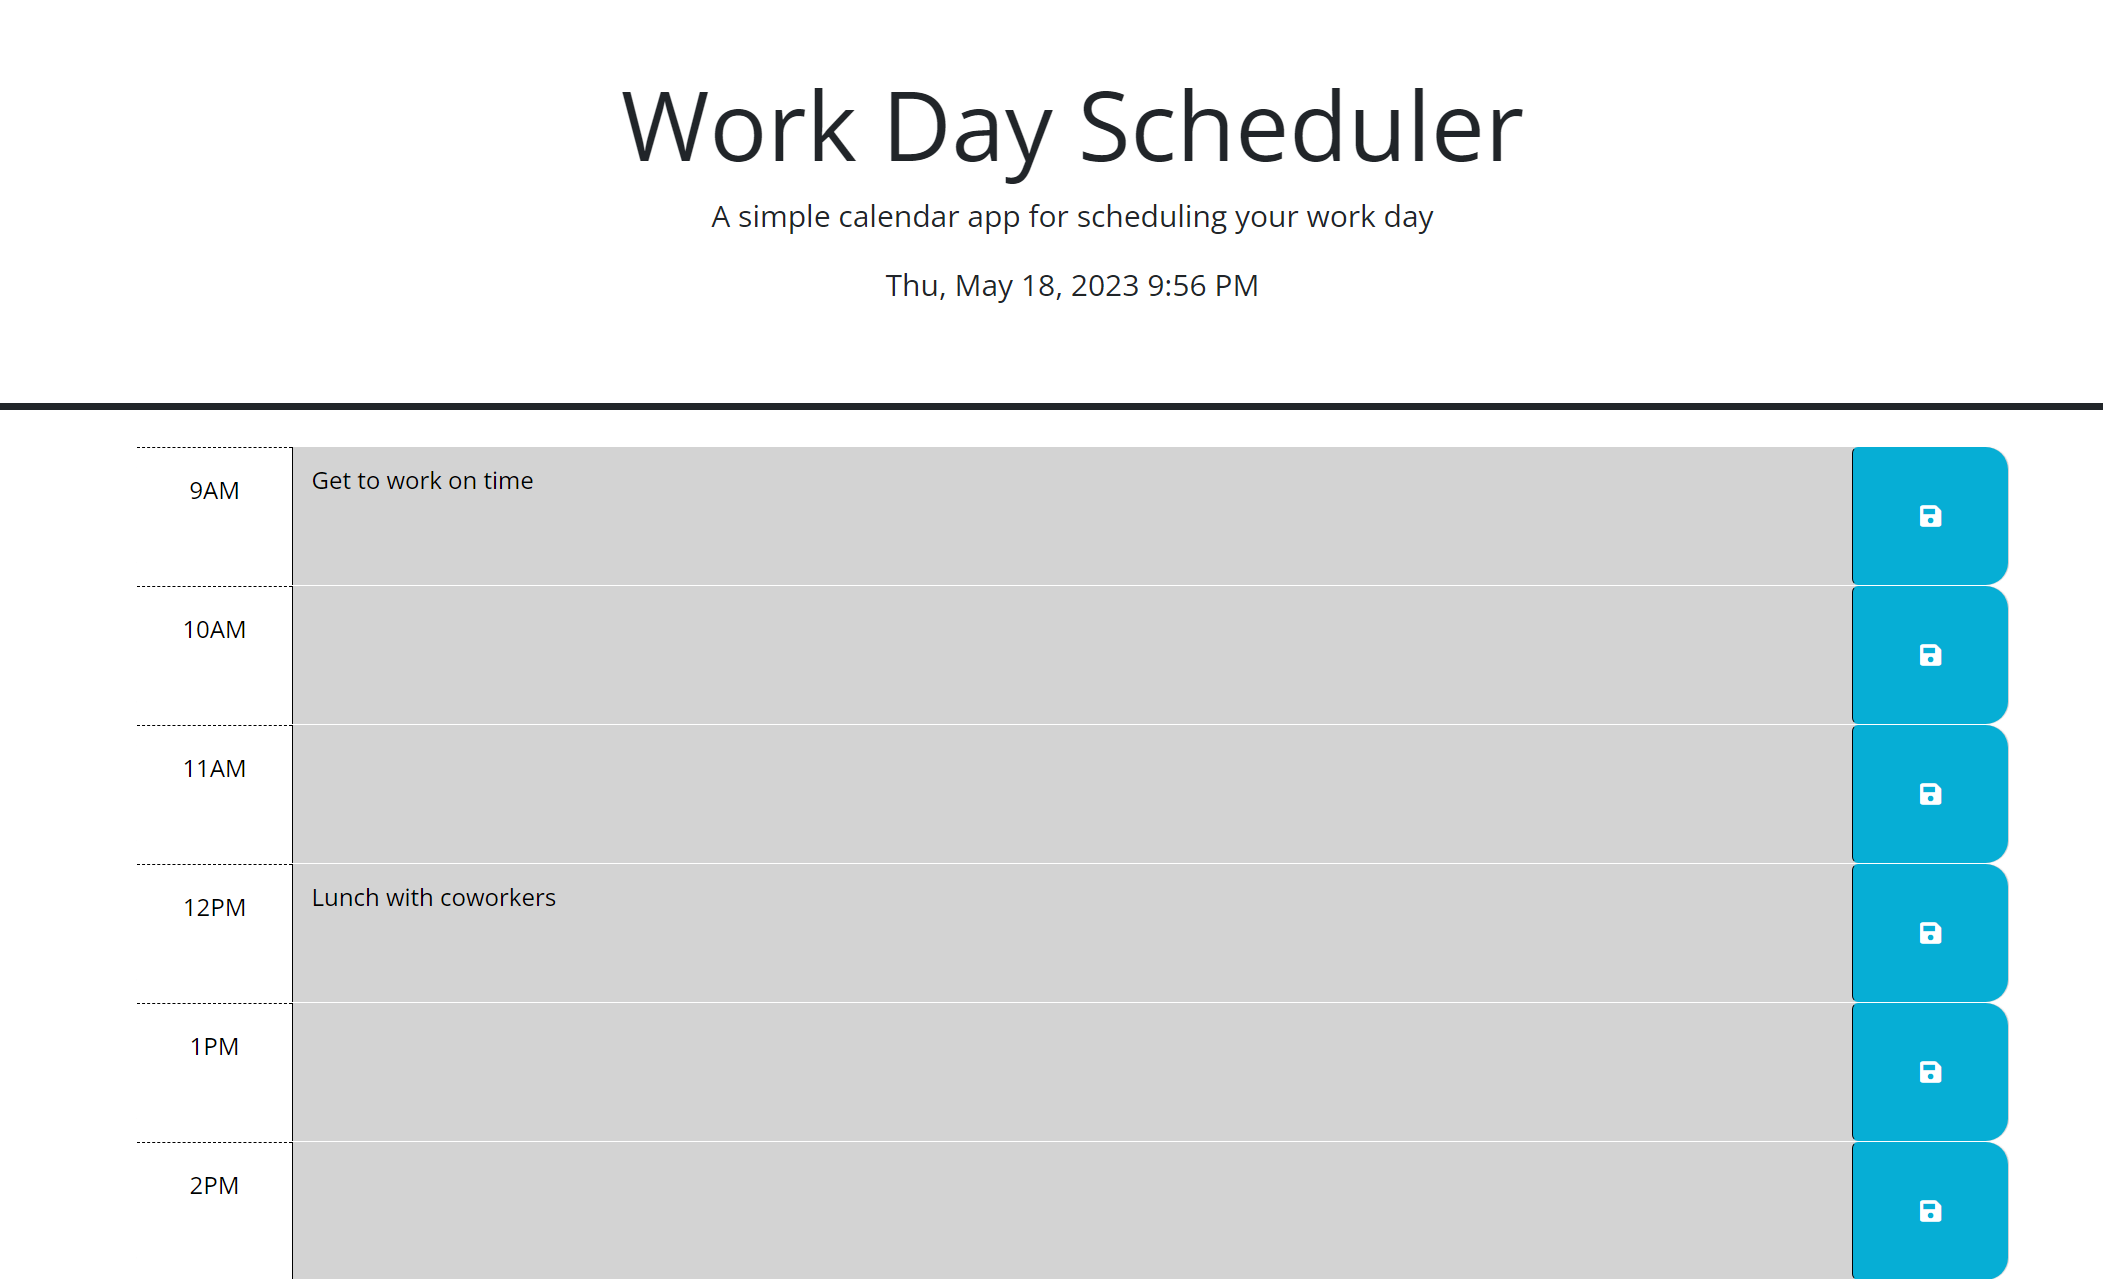 Work Day Scheduler
A simple calendar app for scheduling your work day
Thu, May 18, 2023 9:56 PM
9AM
Get to work on time
10AM
11AM
12PM
Lunch with coworkers
1PM
2PM